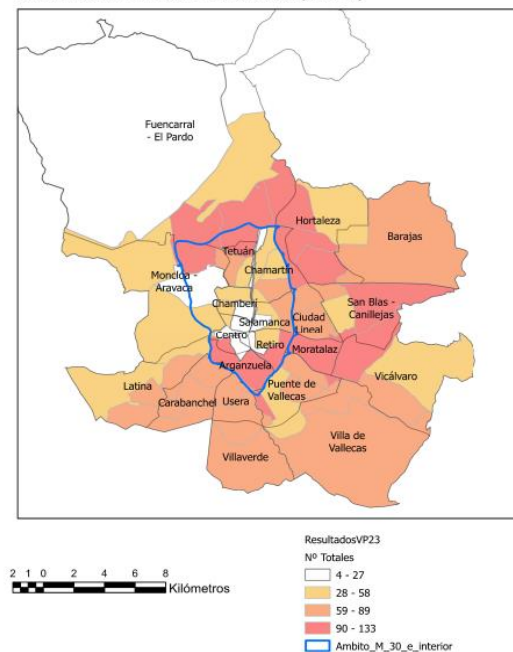 Fuencarral
- El Pardo
Hortaleza
Barajas
Tetuán
Chamartín
Moncloa -
Aravaca
San Blas -
Canillejas
Chamberí
Ciudad
Lineal
Salamanca
Centro
Retiro
Moratalaz
Arganzuela
Latina
Puente de
Vallecas
Vicálvaro
Carabanchel
Usera
Villa de
Vallecas
Villaverde
ResultadosVP23
Nº Totales
4 - 27
28 - 58
59 - 89
90 - 133
Ambito_M_30_e_interior
2 1 0 2 4 6 8
Kilómetros